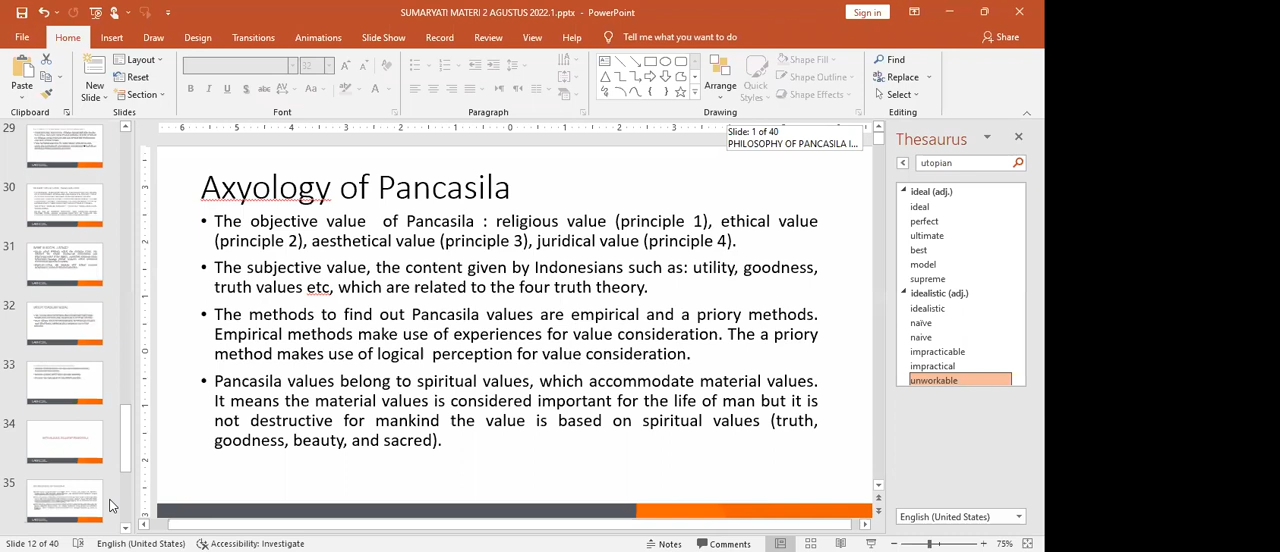 SUMARYATI MATERI 2 AGUSTUS 2022.1.pptx - PowerPoint
Sign in
File Home Insert Draw Design Transitions Animations Slide Show Record Review View Help Tell me what you want to do Share
Paste
Clipboard
New Slide
Layout
Reset
Section
Slides
32
Font
Paragraph
Arrange
Quick Styles
Shape Fill
Shape Outline
Shape Effects
Drawing
Find
Replace
Select
Editing
29
30
31
32
33
34
35
Slide: 1 of 40
PHILOSOPHY OF PANCASILA I...
Axyology of Pancasila
The objective value of Pancasila : religious value (principle 1), ethical value
(principle 2), aesthetical value (principle 3), juridical value (principle 4).
• The subjective value, the content given by Indonesians such as: utility, goodness,
truth values etc, which are related to the four truth theory.
• The methods to find out Pancasila values are empirical and a priory methods.
Empirical methods make use of experiences for value consideration. The a priory
method makes use of logical perception for value consideration.
• Pancasila values belong to spiritual values, which accommodate material values.
It means the material values is considered important for the life of man but it is
not destructive for mankind the value is based on spiritual values (truth,
goodness, beauty, and sacred).
Thesaurus
utopian
ideal (adj.)
ideal
perfect
ultimate
best
model
supreme
idealistic (adj.)
idealistic
naïve
naive
impracticable
impractical
unworkable
English (United States)
Slide 12 of 40 English (United States) Accessibility: Investigate Notes Comments 75%